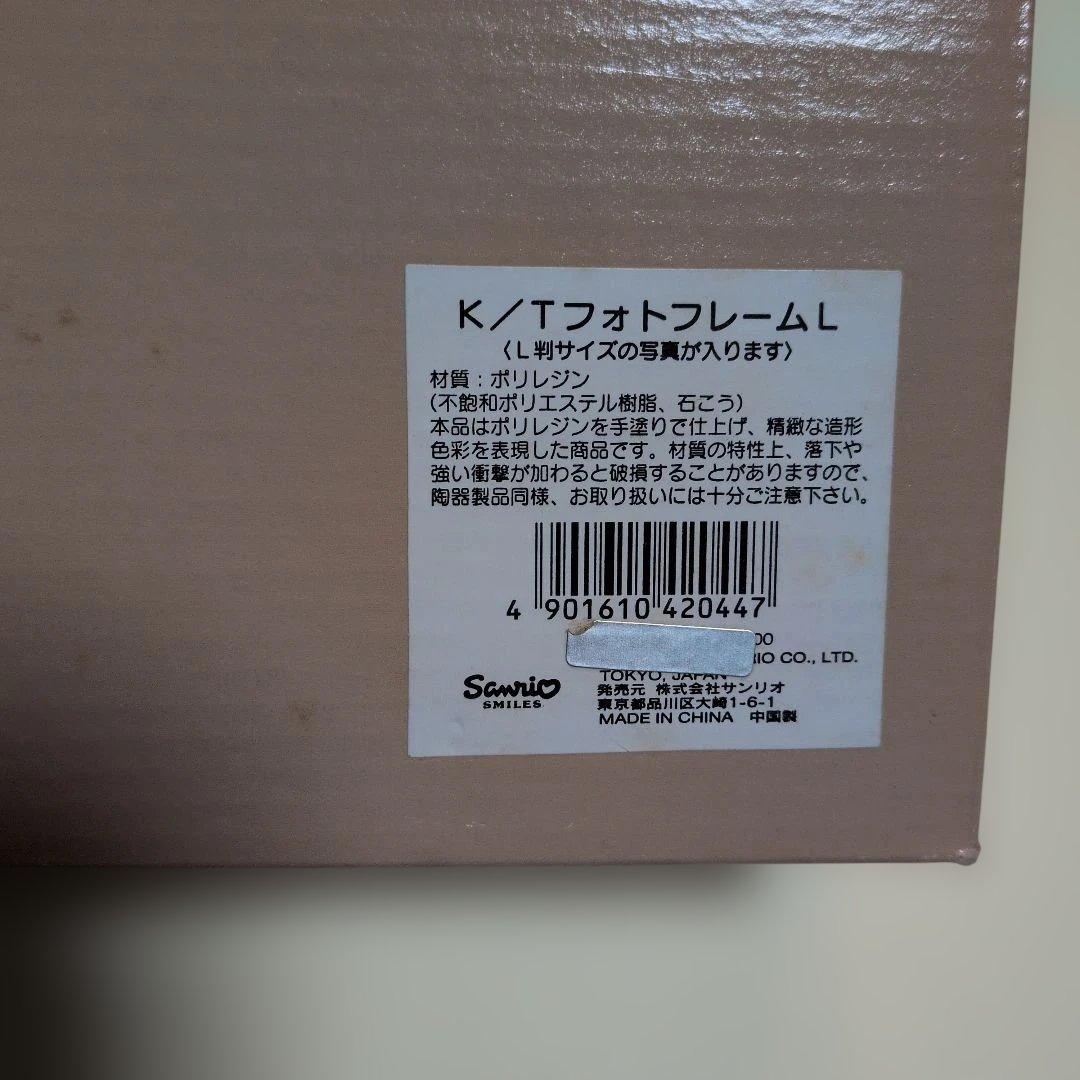 K／TフォトフレームL
〈L判サイズの写真が入ります〉
材質：ポリレジン
(不飽和ポリエステル樹脂、石こう)
本品はポリレジンを手塗りで仕上げ、精緻な造形
色彩を表現した商品です。材質の特性上、落下や
強い衝撃が加わると破損することがありますので、
陶器製品同様、お取り扱いには十分ご注意下さい。
4 901610 420447
00
RIO CO., LTD.
TOKYO, JAPAN
Sanrio
SMILES
発売元 株式会社サンリオ
東京都品川区大崎1-6-1
MADE IN CHINA 中国製